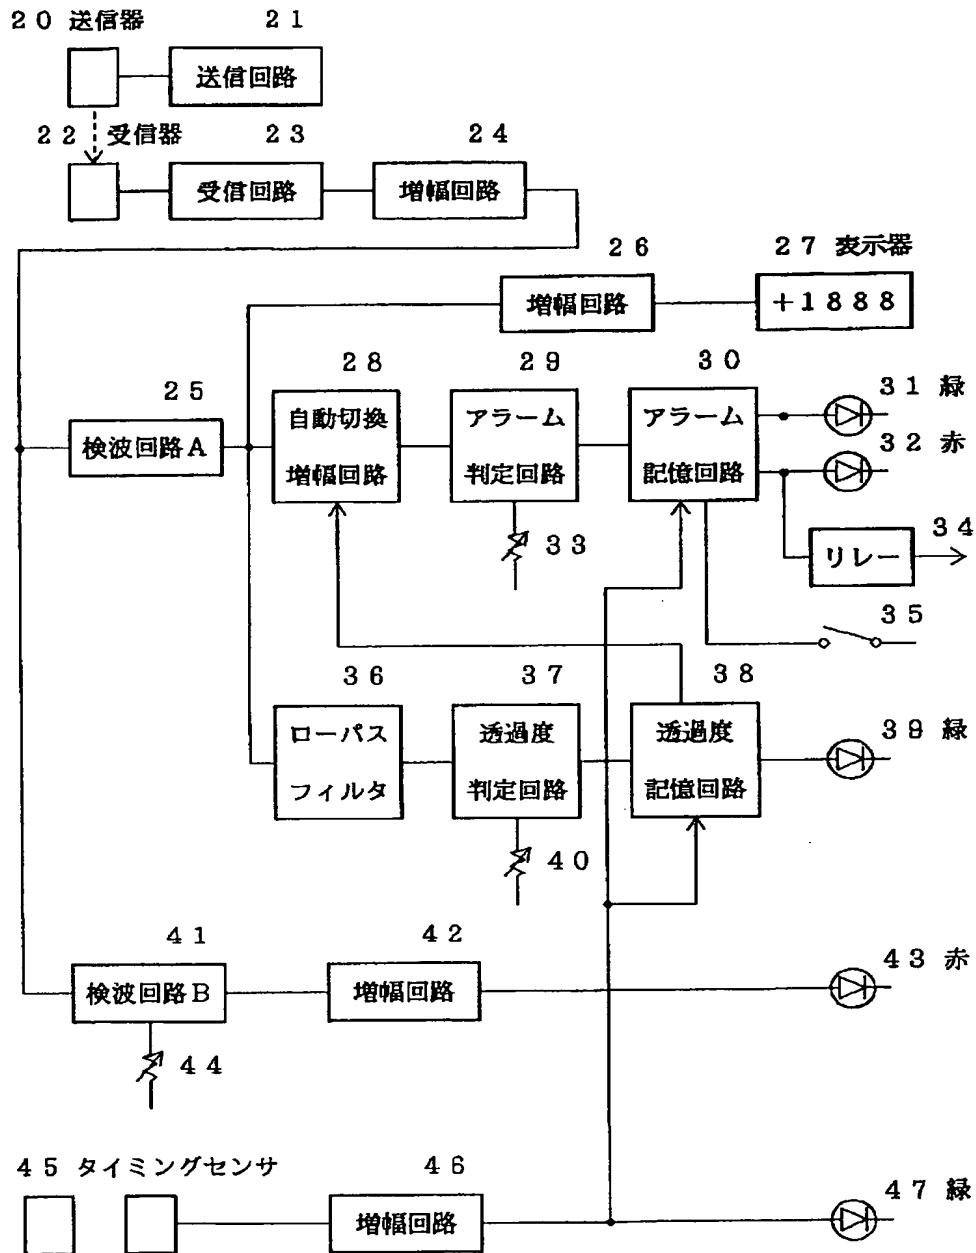 20 送信器
21
送信回路
22 受信器
23
24
受信回路
増幅回路
26
27 表示器
増幅回路
+1888
25
28
29
30
31 緑
検波回路A
自動切換
増幅回路
アラーム
判定回路
アラーム
記憶回路
32 赤
33
34
リレー
35
36
37
38
ローパス
フィルタ
透過度
判定回路
透過度
記憶回路
39 緑
40
41
42
43 赤
検波回路B
増幅回路
44
45 タイミングセンサ
46
47 緑
増幅回路